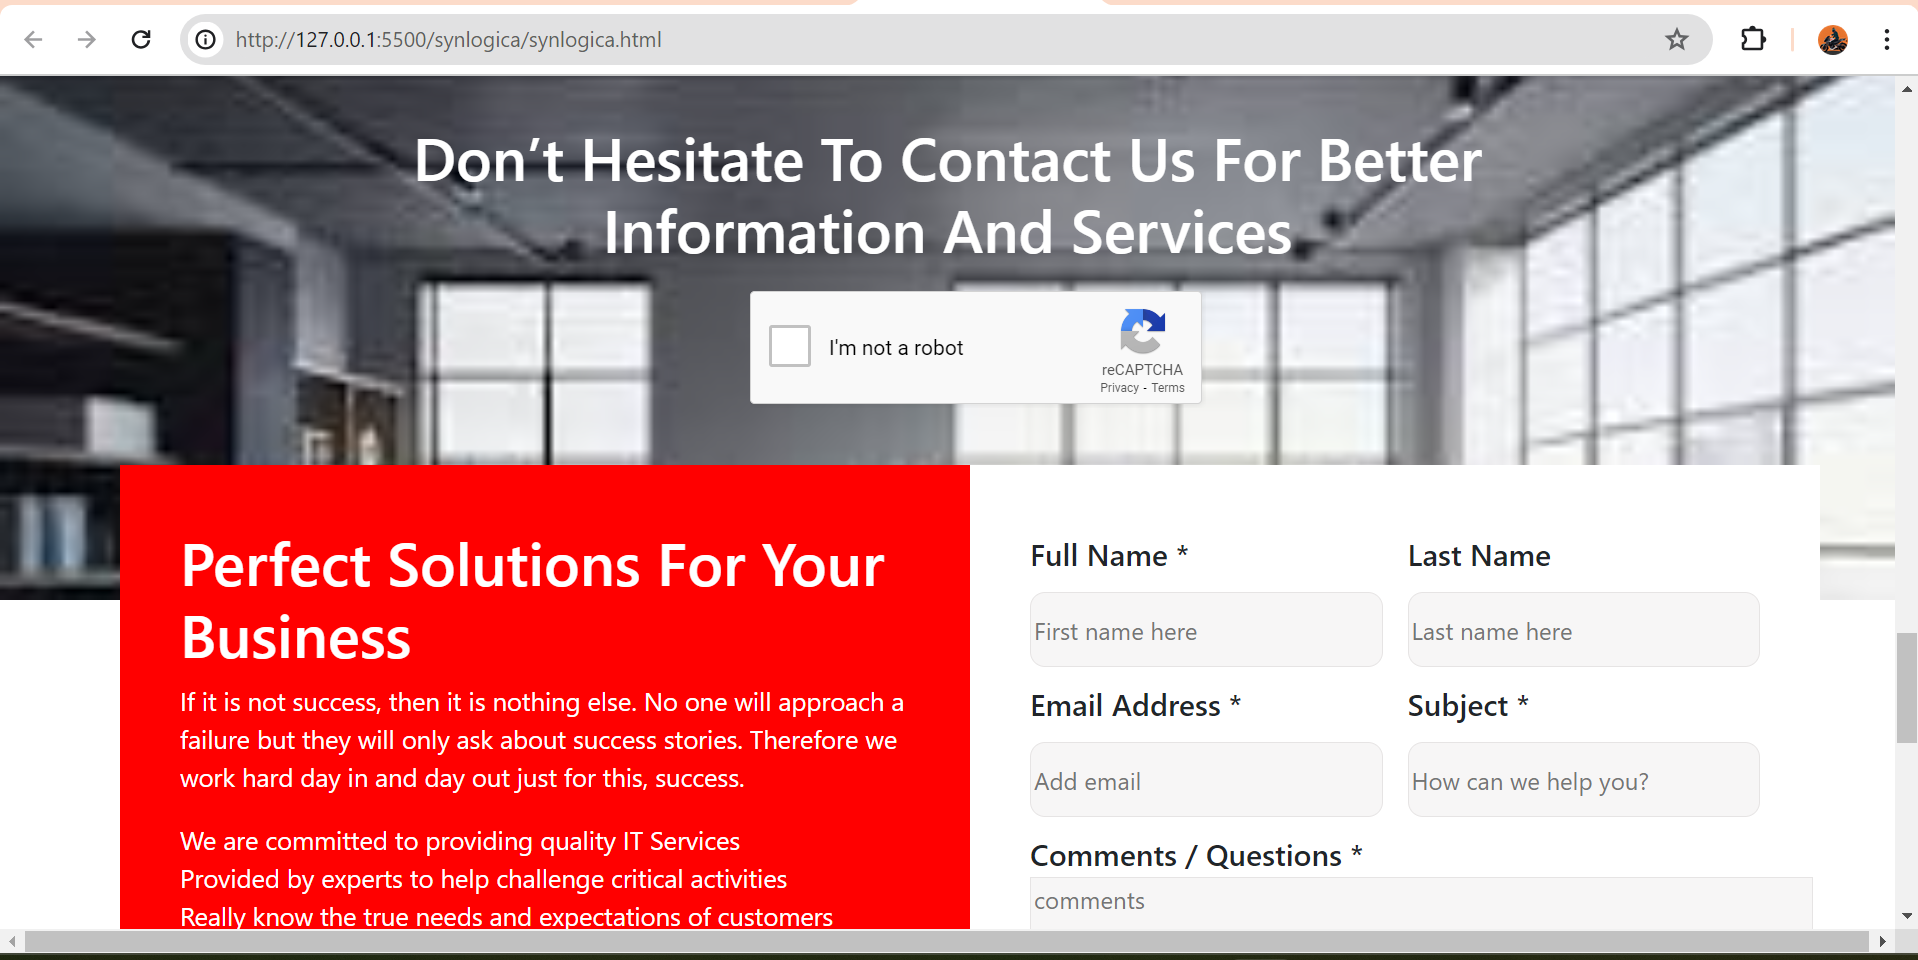 http://127.0.0.1:5500/synlogica/synlogica.html
Don’t Hesitate To Contact Us For Better
Information And Services
I'm not a robot
reCAPTCHA
Privacy - Terms
Perfect Solutions For Your
Business
If it is not success, then it is nothing else. No one will approach a
failure but they will only ask about success stories. Therefore we
work hard day in and day out just for this, success.
We are committed to providing quality IT Services
Provided by experts to help challenge critical activities
Really know the true needs and expectations of customers
Full Name *
Last Name
First name here
Last name here
Email Address *
Subject *
Add email
How can we help you?
Comments / Questions *
comments